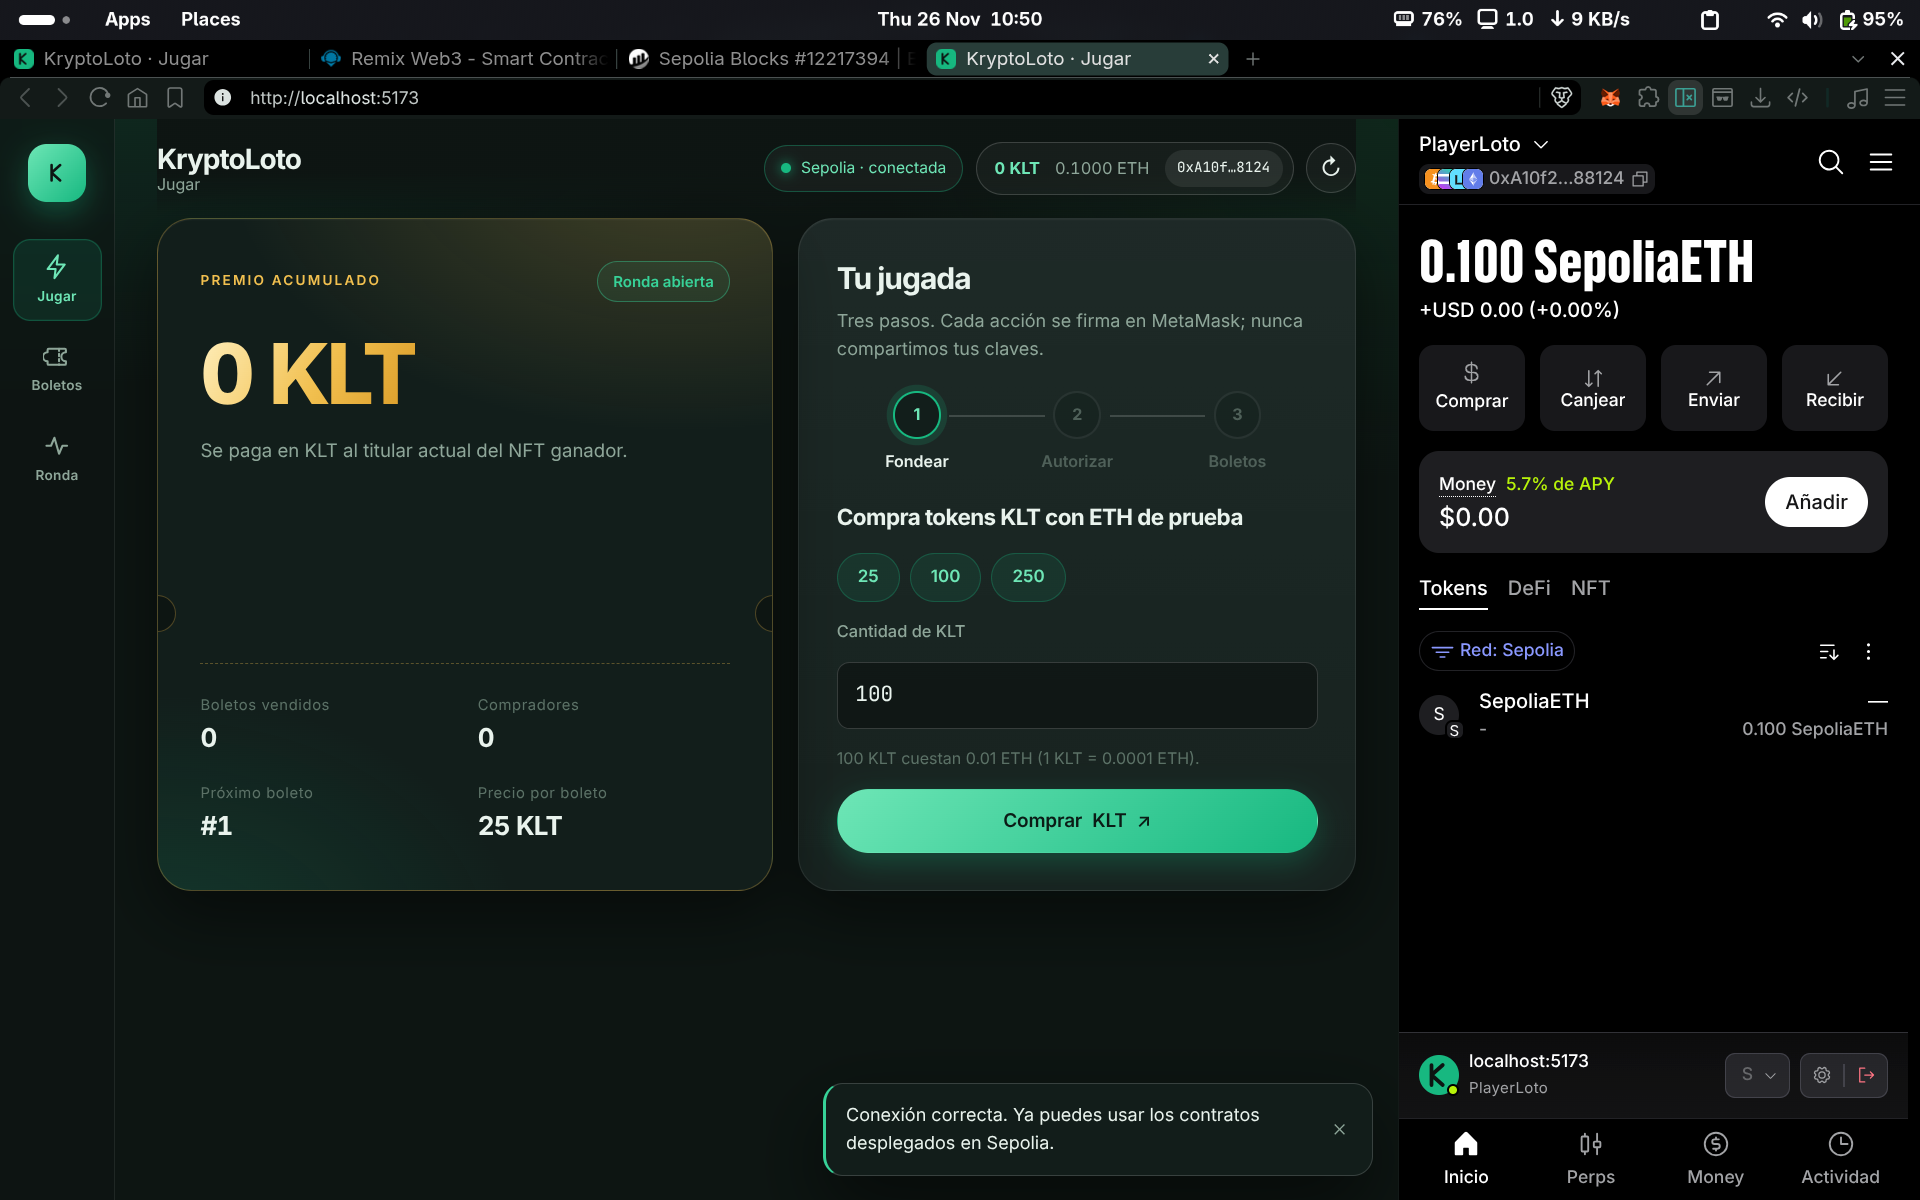 Apps Places Thu 26 Nov 10:50 76% 1.0 9 KB/s 95%
KryptoLoto · Jugar Remix Web3 - Smart Contrac Sepolia Blocks #12217394 KryptoLoto · Jugar
http://localhost:5173
K
Jugar
Boletos
Ronda
KryptoLoto
Jugar
Sepolia · conectada
0 KLT 0.1000 ETH 0xA10f…8124
PREMIO ACUMULADO
Ronda abierta
0 KLT
Se paga en KLT al titular actual del NFT ganador.
Boletos vendidos
0
Compradores
0
Próximo boleto
#1
Precio por boleto
25 KLT
Tu jugada
Tres pasos. Cada acción se firma en MetaMask; nunca
compartimos tus claves.
1 2 3
Fondear Autorizar Boletos
Compra tokens KLT con ETH de prueba
25 100 250
Cantidad de KLT
100
100 KLT cuestan 0.01 ETH (1 KLT = 0.0001 ETH).
Comprar KLT
Conexión correcta. Ya puedes usar los contratos
desplegados en Sepolia.
PlayerLoto
0xA10f2...88124
0.100 SepoliaETH
+USD 0.00 (+0.00%)
Comprar Canjear Enviar Recibir
Money 5.7% de APY
$0.00
Añadir
Tokens DeFi NFT
Red: Sepolia
S
S
SepoliaETH —
- 0.100 SepoliaETH
K
localhost:5173
PlayerLoto
S
Inicio Perps Money Actividad